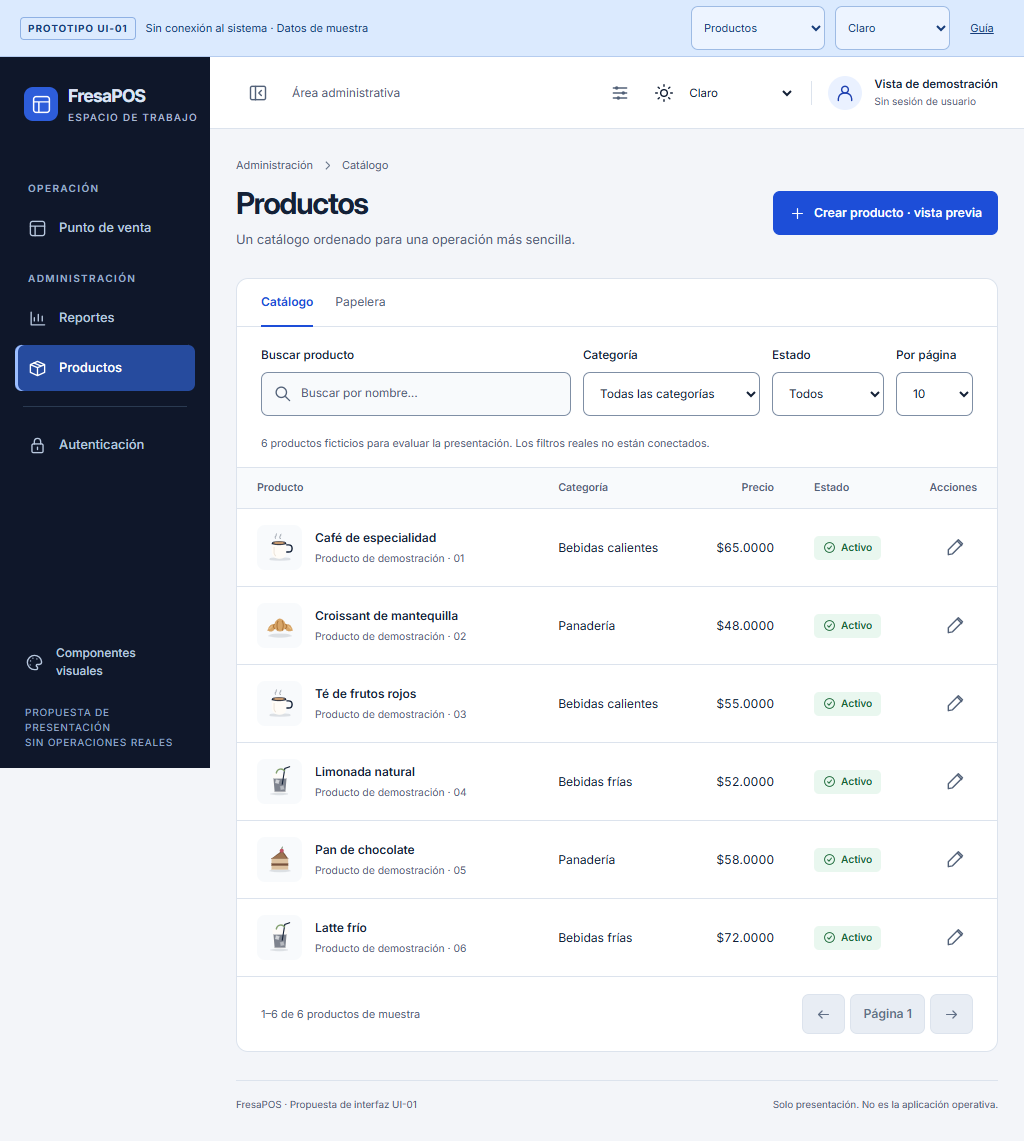 PROTOTIPO UI-01
Sin conexión al sistema · Datos de muestra
Productos
Claro
Guía
FresaPOS
ESPACIO DE TRABAJO
OPERACIÓN
Punto de venta
ADMINISTRACIÓN
Reportes
Productos
Autenticación
Componentes
visuales
PROPUESTA DE
PRESENTACIÓN
SIN OPERACIONES REALES
Área administrativa
Claro
Vista de demostración
Sin sesión de usuario
Administración
Catálogo
Productos
Un catálogo ordenado para una operación más sencilla.
Crear producto · vista previa
Catálogo
Papelera
Buscar producto
Categoría
Estado
Por página
Buscar por nombre...
Todas las categorías
Todos
10
6 productos ficticios para evaluar la presentación. Los filtros reales no están conectados.
Producto
Categoría
Precio
Estado
Acciones
Café de especialidad
Producto de demostración · 01
Bebidas calientes
$65.0000
Activo
Croissant de mantequilla
Producto de demostración · 02
Panadería
$48.0000
Activo
Té de frutos rojos
Producto de demostración · 03
Bebidas calientes
$55.0000
Activo
Limonada natural
Producto de demostración · 04
Bebidas frías
$52.0000
Activo
Pan de chocolate
Producto de demostración · 05
Panadería
$58.0000
Activo
Latte frío
Producto de demostración · 06
Bebidas frías
$72.0000
Activo
1–6 de 6 productos de muestra
Página 1
FresaPOS · Propuesta de interfaz UI-01
Solo presentación. No es la aplicación operativa.